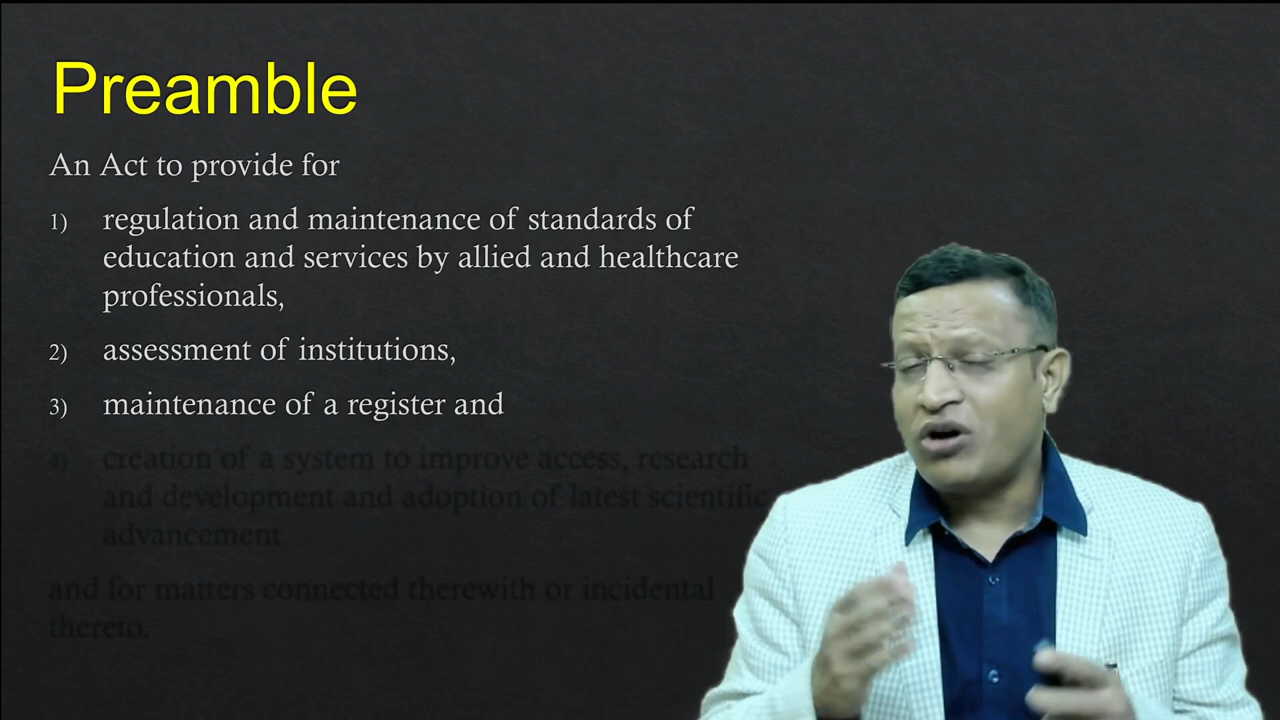 Preamble
An Act to provide for
1) regulation and maintenance of standards of
education and services by allied and healthcare
professionals,
2) assessment of institutions,
3) maintenance of a register and
4) creation of a system to improve access, research
and development and adoption of latest scientific
advancement
and for matters connected therewith or incidental
thereto.